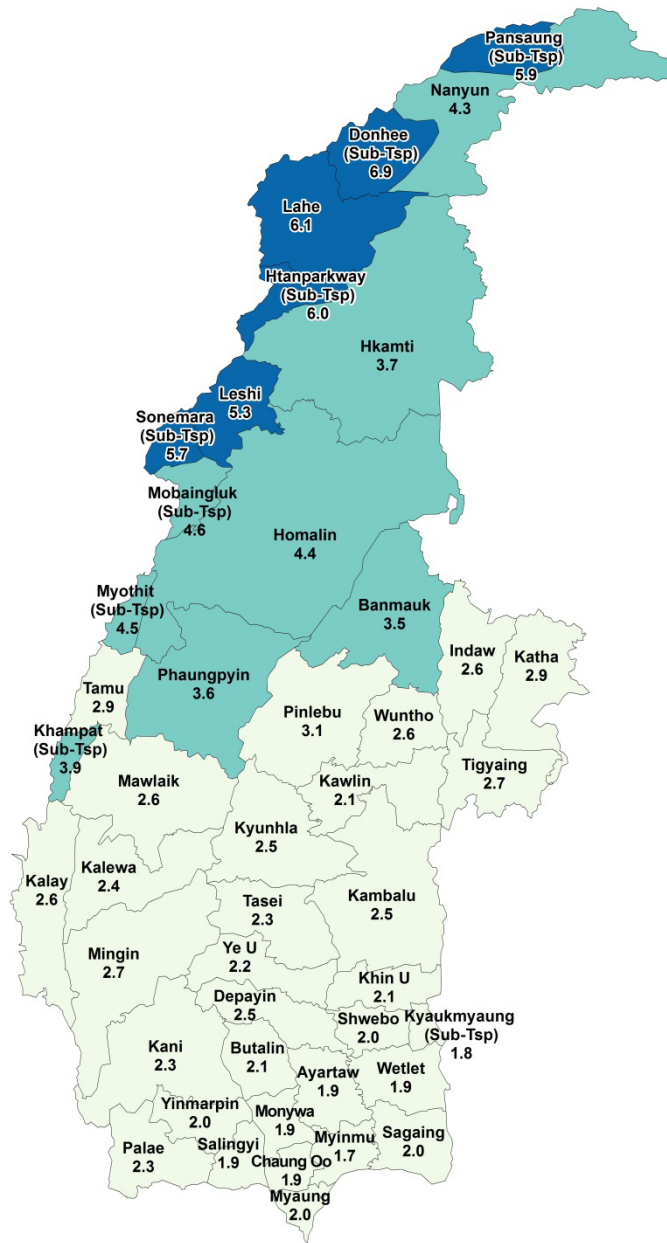 Pansaung
(Sub-Tsp)
5.9
Nanyun
4.3
Donhee
(Sub-Tsp)
6.9
Lahe
6.1
Htanparkway
(Sub-Tsp)
6.0
Hkamti
3.7
Leshi
5.3
Sonemara
(Sub-Tsp)
5.7
Mobaingluk
(Sub-Tsp)
4.6
Homalin
4.4
Myothit
(Sub-Tsp)
4.5
Banmauk
3.5
Indaw
2.6
Katha
2.9
Phaungpyin
3.6
Tamu
2.9
Pinlebu
3.1
Wuntho
2.6
Khampat
(Sub-Tsp)
3.9
Mawlaik
2.6
Kawlin
2.1
Tigyaing
2.7
Kyunhla
2.5
Kalay
2.6
Kalewa
2.4
Kambalu
2.5
Tasei
2.3
Mingin
2.7
Ye U
2.2
Khin U
2.1
Depayin
2.5
Shwebo
2.0
Kyaukmyaung
(Sub-Tsp)
1.8
Kani
2.3
Butalin
2.1
Ayartaw
1.9
Wetlet
1.9
Yinmarpin
2.0
Monywa
1.9
Myinmu
1.7
Sagaing
2.0
Palae
2.3
Salingyi
1.9
Chaung Oo
1.9
Myaung
2.0